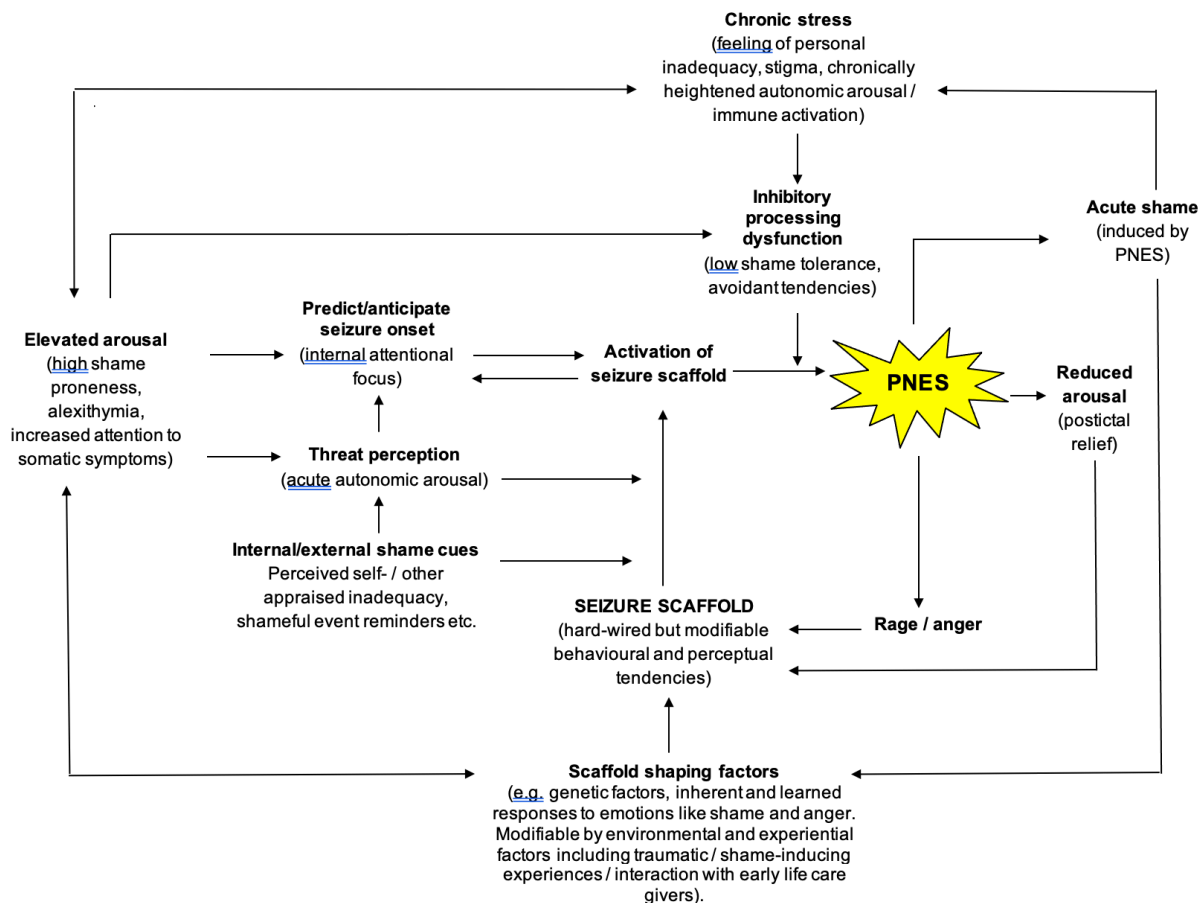 Chronic stress
(feeling of personal
inadequacy, stigma, chronically
heightened autonomic arousal /
immune activation)
Inhibitory
processing
dysfunction
(low shame tolerance,
avoidant tendencies)
Acute shame
(induced by
PNES)
Predict/anticipate
seizure onset
(internal attentional
focus)
Elevated arousal
(high shame
proneness,
alexithymia,
increased attention to
somatic symptoms)
Activation of
seizure scaffold
PNES
Reduced
arousal
(postictal
relief)
Threat perception
(acute autonomic arousal)
Internal/external shame cues
Perceived self- / other
appraised inadequacy,
shameful event reminders etc.
SEIZURE SCAFFOLD
(hard-wired but modifiable
behavioural and perceptual
tendencies)
Rage / anger
Scaffold shaping factors
(e.g. genetic factors, inherent and learned
responses to emotions like shame and anger.
Modifiable by environmental and experiential
factors including traumatic / shame-inducing
experiences / interaction with early life care
givers).